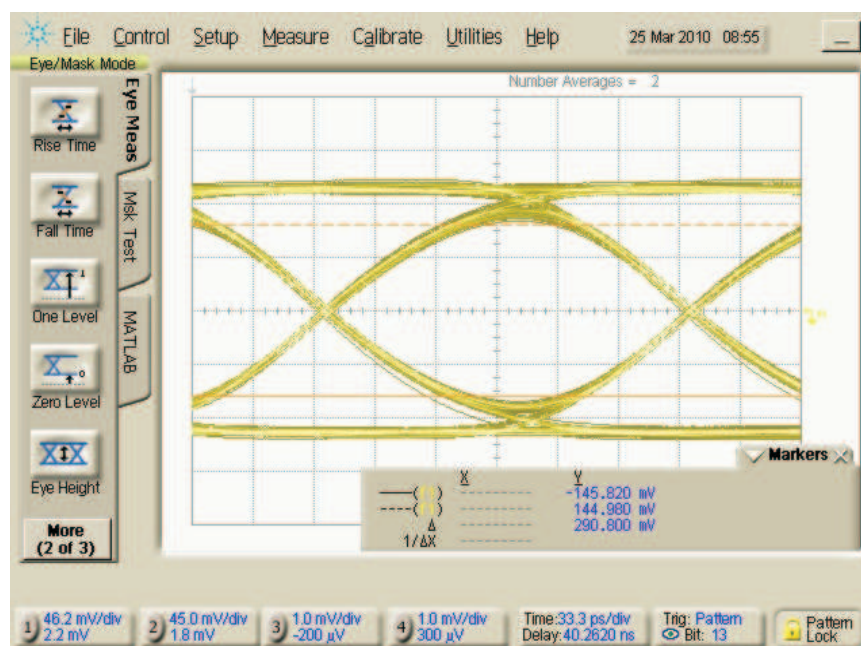 File Control Setup Measure Calibrate Utilities Help 25 Mar 2010 08:55
Eye/Mask Mode
Number Averages = 2
Eye Meas
Rise Time
Msk Test
Fall Time
One Level
MATLAB
Zero Level
Eye Height
More
(2 of 3)
Markers
X Y
-145.820 mV
144.980 mV
Δ 290.800 mV
1/ΔX
1) 46.2 mV/div
2.2 mV
2) 45.0 mV/div
1.8 mV
3) 1.0 mV/div
-200 µV
4) 1.0 mV/div
300 µV
Time:33.3 ps/div
Delay:40.2620 ns
Trig: Pattern
Bit: 13
Pattern
Lock